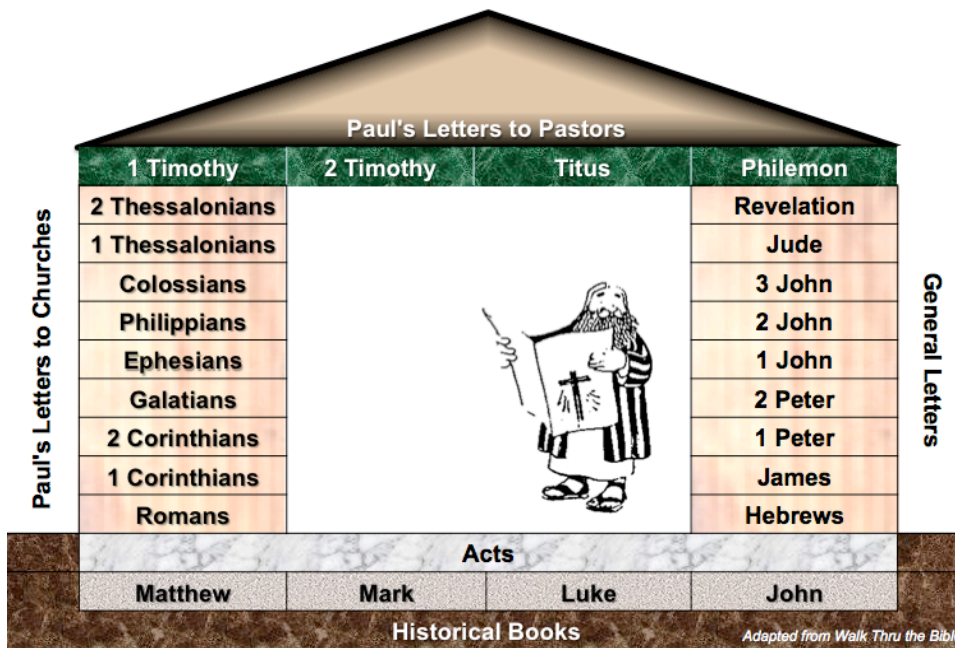 Paul's Letters to Pastors
1 Timothy 2 Timothy Titus Philemon
Paul's Letters to Churches
2 Thessalonians
1 Thessalonians
Colossians
Philippians
Ephesians
Galatians
2 Corinthians
1 Corinthians
Romans
Revelation
Jude
3 John
2 John
1 John
2 Peter
1 Peter
James
Hebrews
General Letters
Acts
Matthew Mark Luke John
Historical Books
Adapted from Walk Thru the Bibl